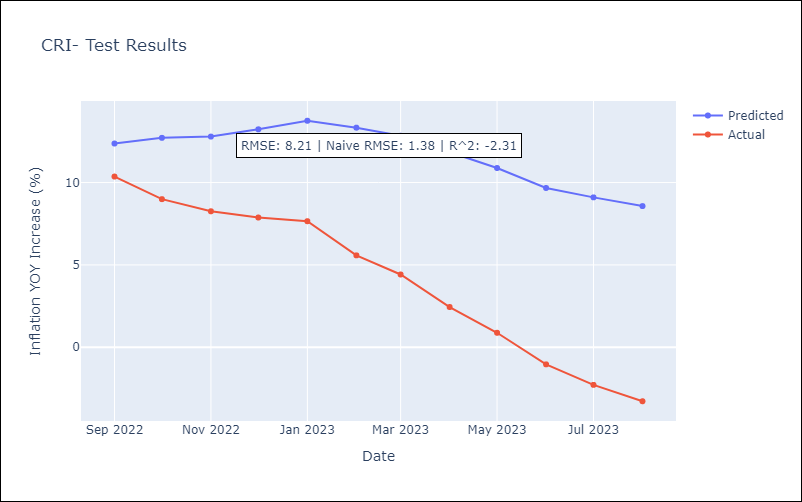 CRI- Test Results
Predicted
Actual
RMSE: 8.21 | Naive RMSE: 1.38 | R^2: -2.31
Inflation YOY Increase (%)
10
5
0
Sep 2022
Nov 2022
Jan 2023
Mar 2023
May 2023
Jul 2023
Date